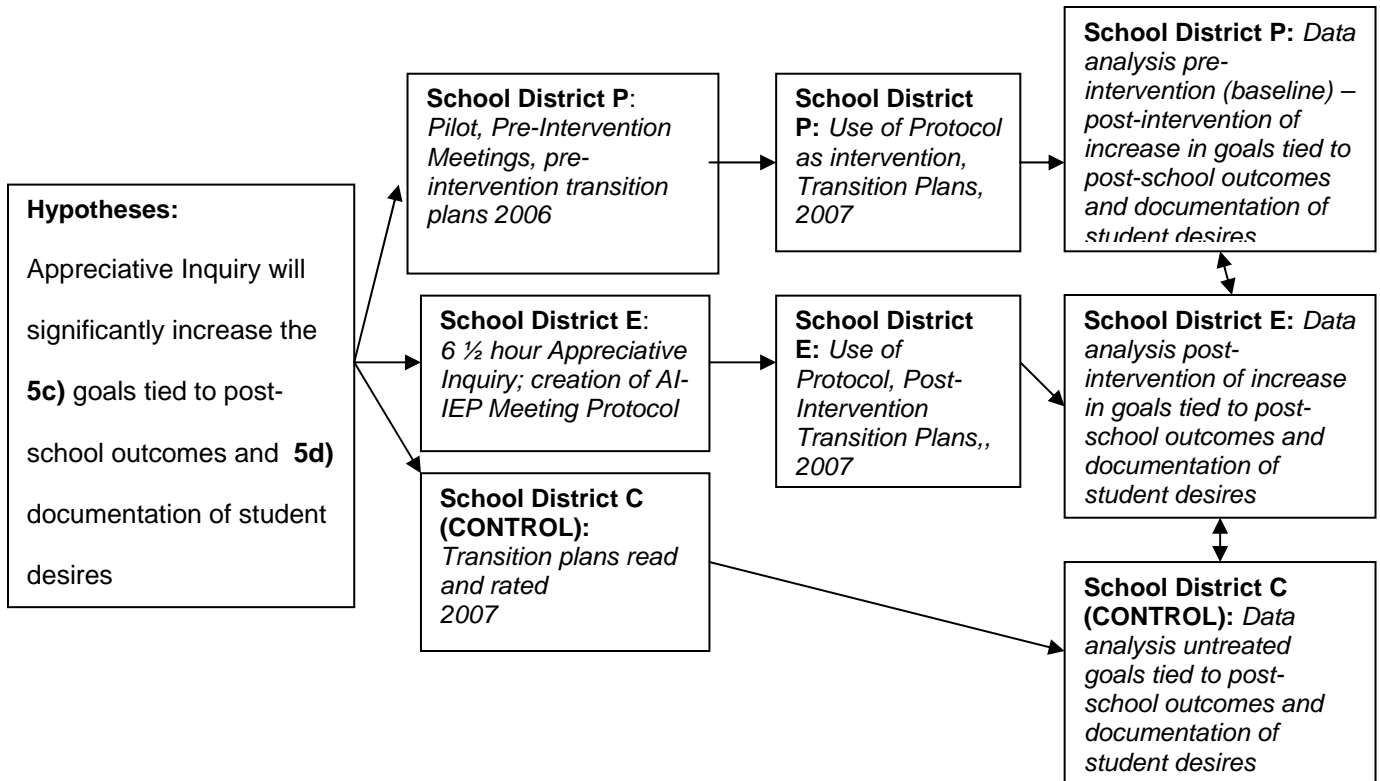 Hypotheses:
Appreciative Inquiry will
significantly increase the
5c) goals tied to post-
school outcomes and 5d)
documentation of student
desires
School District P:
Pilot, Pre-Intervention
Meetings, pre-
intervention transition
plans 2006
School District
P: Use of Protocol
as intervention,
Transition Plans,
2007
School District P: Data
analysis pre-
intervention (baseline) –
post-intervention of
increase in goals tied to
post-school outcomes
and documentation of
student desires
School District E:
6 ½ hour Appreciative
Inquiry; creation of AI-
IEP Meeting Protocol
School District
E: Use of
Protocol, Post-
Intervention
Transition Plans,,
2007
School District E: Data
analysis post-
intervention of increase
in goals tied to post-
school outcomes and
documentation of
student desires
School District C
(CONTROL):
Transition plans read
and rated
2007
School District C
(CONTROL): Data
analysis untreated
goals tied to post-
school outcomes and
documentation of
student desires